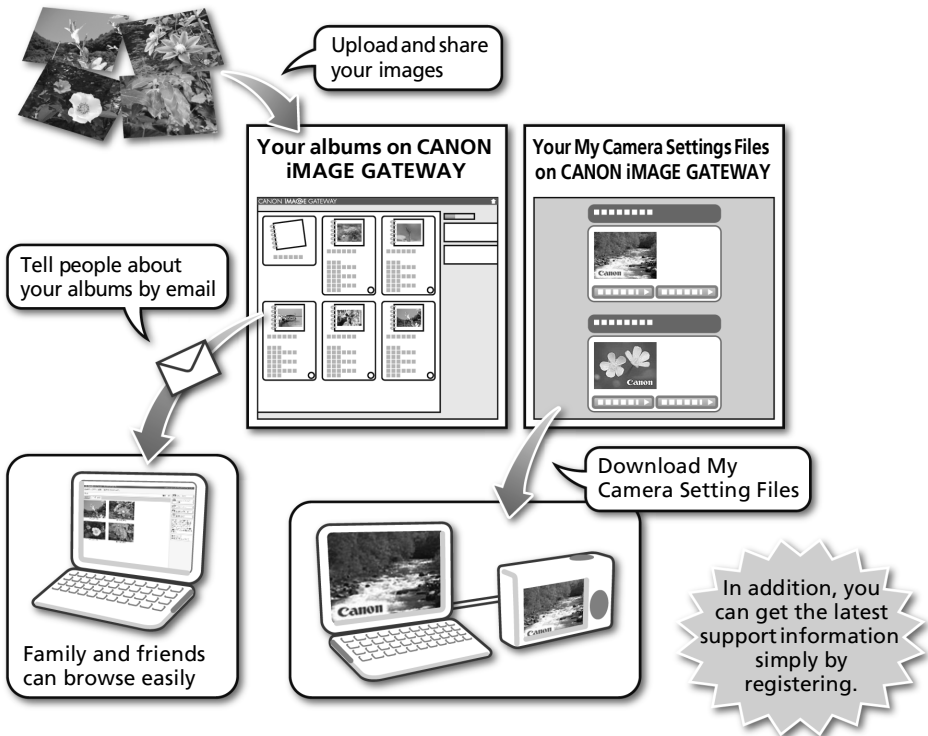 Upload and share
your images
Your albums on CANON
iMAGE GATEWAY
CANON iMAGE GATEWAY
Your My Camera Settings Files
on CANON iMAGE GATEWAY
Canon
Canon
Tell people about
your albums by email
Download My
Camera Setting Files
Family and friends
can browse easily
Canon
Canon
In addition, you
can get the latest
support information
simply by
registering.